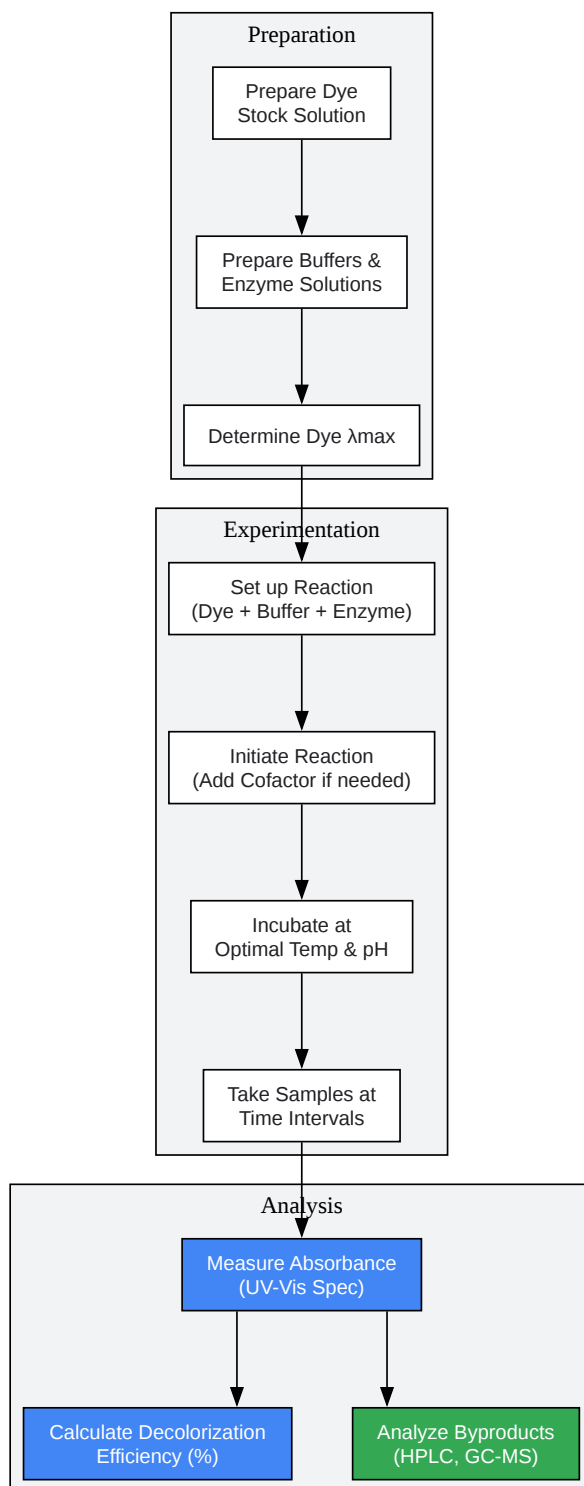 Preparation
Prepare Dye
Stock Solution
Prepare Buffers &
Enzyme Solutions
Determine Dye λmax
Experimentation
Set up Reaction
(Dye + Buffer + Enzyme)
Initiate Reaction
(Add Cofactor if needed)
Incubate at
Optimal Temp & pH
Take Samples at
Time Intervals
Analysis
Measure Absorbance
(UV-Vis Spec)
Calculate Decolorization
Efficiency (%)
Analyze Byproducts
(HPLC, GC-MS)